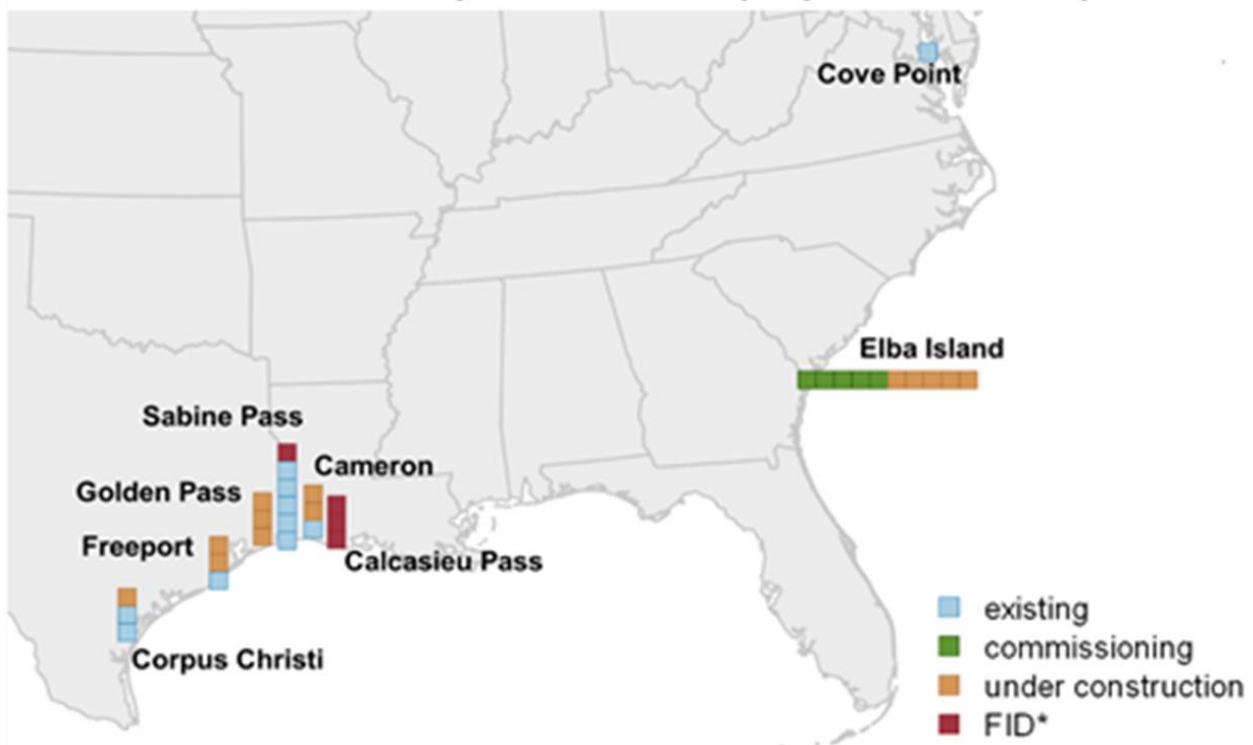 Cove Point
Elba Island
Sabine Pass
Cameron
Golden Pass
Freeport
Calcasieu Pass
Corpus Christi
existing
commissioning
under construction
FID*